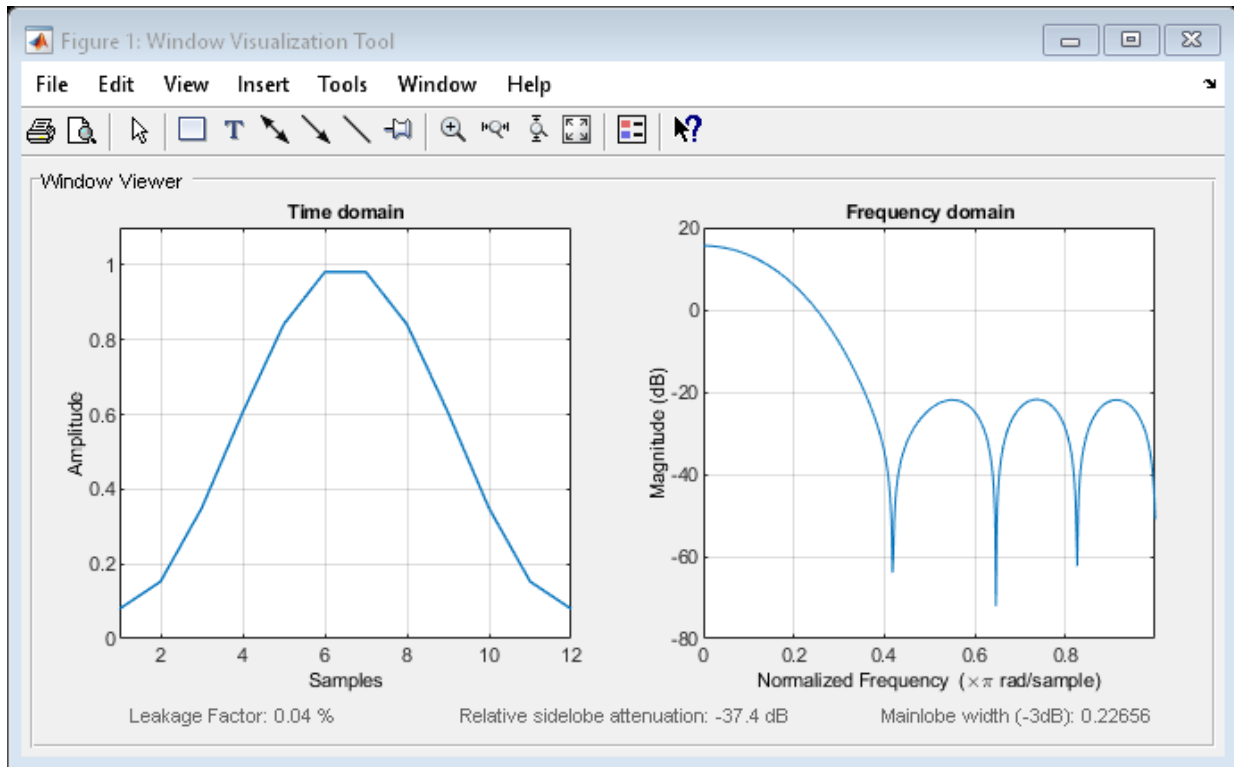 Figure 1: Window Visualization Tool
File Edit View Insert Tools Window Help
T
Window Viewer
Time domain
1
0.8
0.6
0.4
0.2
0
Amplitude
2 4 6 8 10 12
Samples
Frequency domain
20
0
-20
-40
-60
-80
Magnitude (dB)
0 0.2 0.4 0.6 0.8
Normalized Frequency (×π rad/sample)
Leakage Factor: 0.04 % Relative sidelobe attenuation: -37.4 dB Mainlobe width (-3dB): 0.22656